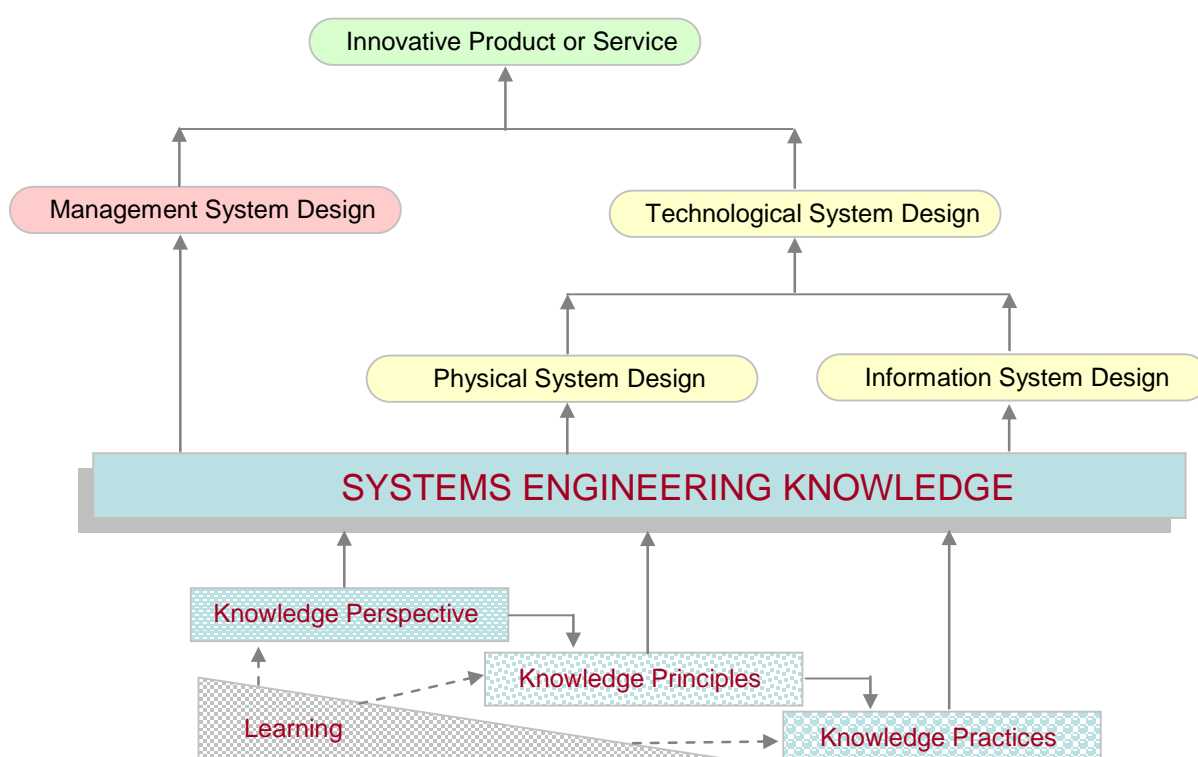 Innovative Product or Service
Management System Design
Technological System Design
Physical System Design
Information System Design
SYSTEMS ENGINEERING KNOWLEDGE
Knowledge Perspective
Knowledge Principles
Learning
Knowledge Practices